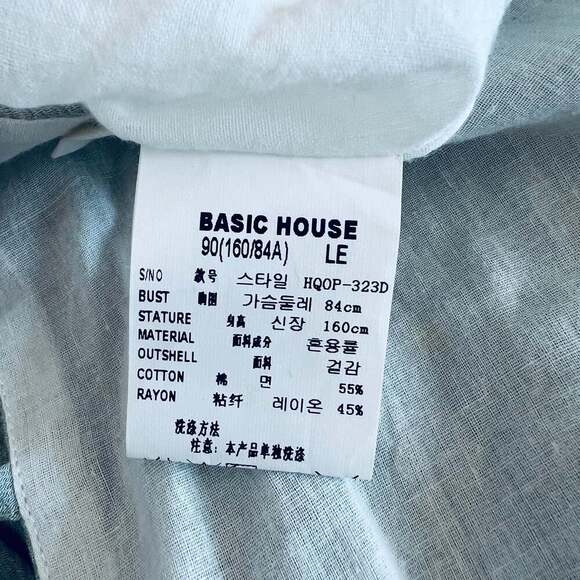 BASIC HOUSE
90(160/84A) LE
S/NO 款号 스타일 HQOP-323D
BUST 胸围 가슴둘레 84cm
STATURE 身高 신장 160cm
MATERIAL 面料成分 혼용률
OUTSHELL 面料 겉감
COTTON 棉 면 55%
RAYON 粘纤 레이온 45%
洗涤方法
注意: 本产品单独洗涤